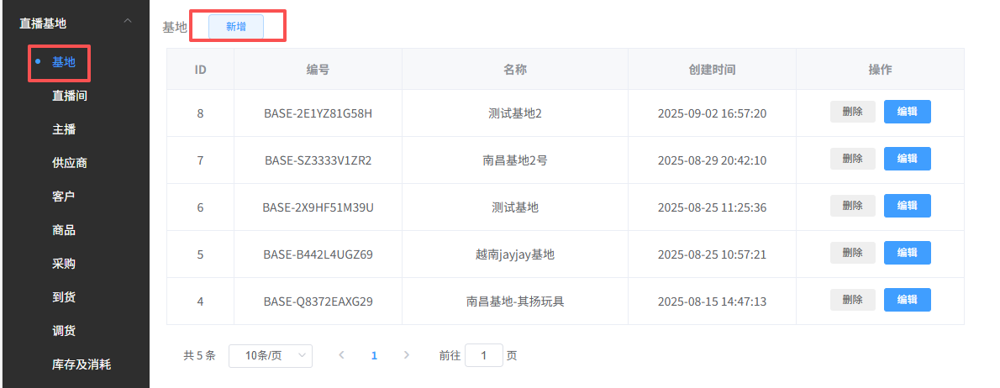 直播基地
基地
直播间
主播
供应商
客户
商品
采购
到货
调货
库存及消耗
基地 新增
ID 编号 名称 创建时间 操作
8 BASE-2E1YZ81G58H 测试基地2 2025-09-02 16:57:20 删除 编辑
7 BASE-SZ3333V1ZR2 南昌基地2号 2025-08-29 20:42:10 删除 编辑
6 BASE-2X9HF51M39U 测试基地 2025-08-25 11:25:36 删除 编辑
5 BASE-B442L4UGZ69 越南jayjay基地 2025-08-25 10:57:21 删除 编辑
4 BASE-Q8372EAXG29 南昌基地-其扬玩具 2025-08-15 14:47:13 删除 编辑
共 5 条 10条/页 1 前往 1 页